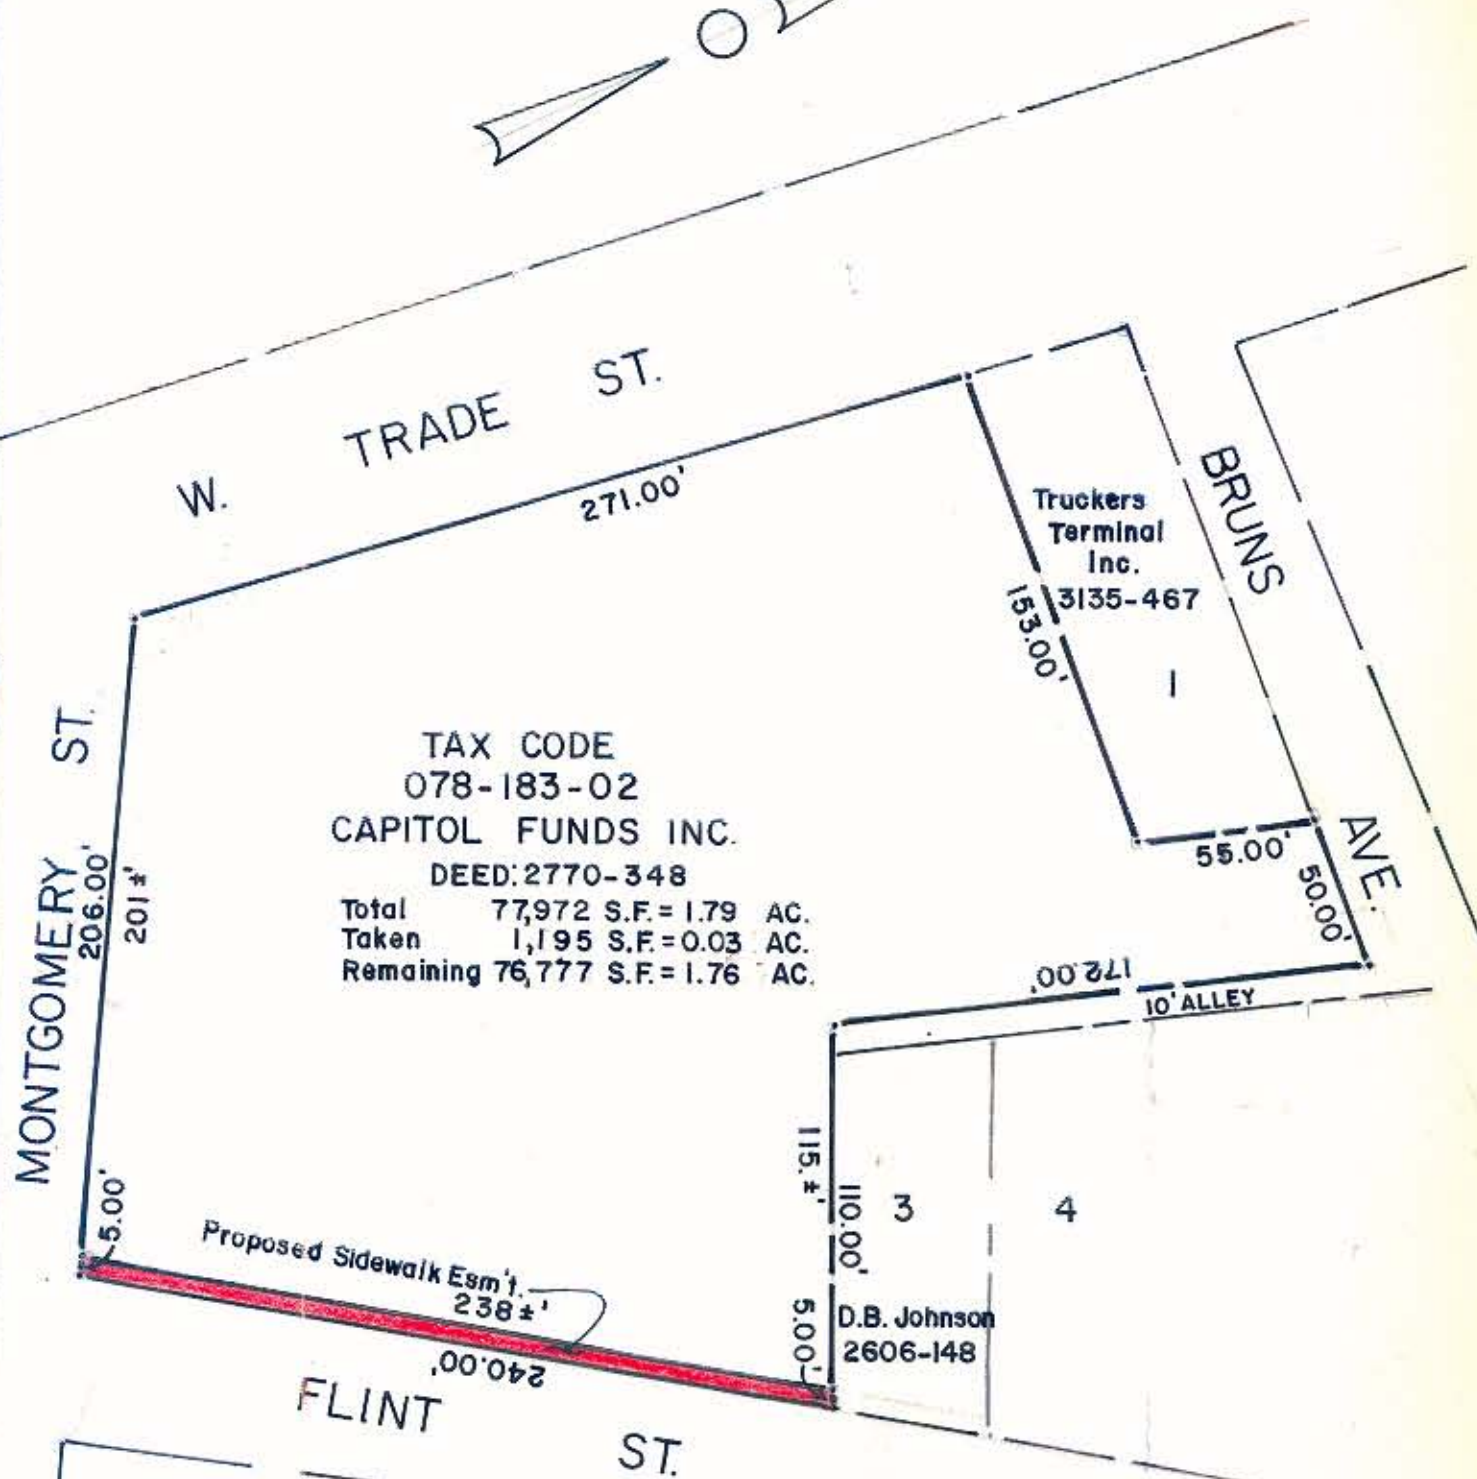 W. TRADE ST.
271.00'
Truckers
Terminal
Inc.
3135-467
1
153.00'
BRUNS AVE.
55.00'
50.00'
MONTGOMERY ST.
206.00'
201±'
TAX CODE
078-183-02
CAPITOL FUNDS INC.
DEED: 2770-348
Total 77,972 S.F. = 1.79 AC.
Taken 1,195 S.F. = 0.03 AC.
Remaining 76,777 S.F. = 1.76 AC.
172.00'
10' ALLEY
115.±'
110.00'
3
4
5.00'
Proposed Sidewalk Esm't.
238±'
240.00'
5.00'
D.B. Johnson
2606-148
FLINT ST.